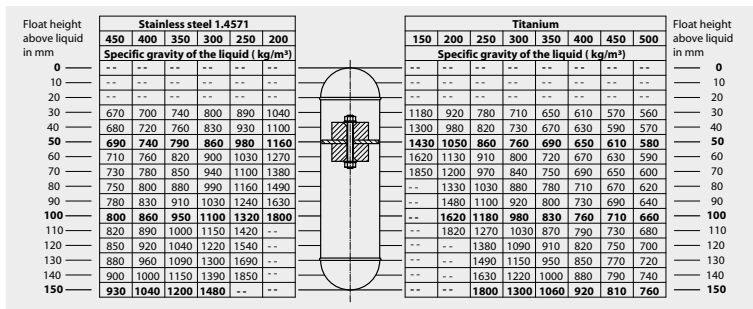 Float height above liquid in mm
Stainless steel 1.4571
Titanium
Float height above liquid in mm
450 400 350 300 250 200
150 200 250 300 350 400 450 500
Specific gravity of the liquid ( kg/m³)
Specific gravity of the liquid ( kg/m³)
0 -- -- -- -- -- -- -- -- -- -- -- -- -- -- 0
10 -- -- -- -- -- -- -- -- -- -- -- -- -- -- 10
20 -- -- -- -- -- -- -- -- -- -- -- -- -- -- 20
30 670 700 740 800 890 1040 1180 920 780 710 650 610 570 560 30
40 680 720 760 830 930 1100 1300 980 820 730 670 630 590 570 40
50 690 740 790 860 980 1160 1430 1050 860 760 690 650 610 580 50
60 710 760 820 900 1030 1270 1620 1130 910 800 720 670 630 590 60
70 730 780 850 940 1100 1380 1850 1200 970 840 750 690 650 600 70
80 750 800 880 990 1160 1490 -- 1330 1030 880 780 710 670 620 80
90 780 830 910 1030 1240 1630 -- 1480 1100 920 800 730 690 640 90
100 800 860 950 1100 1320 1800 -- 1620 1180 980 830 760 710 660 100
110 820 890 1000 1150 1420 -- -- 1820 1270 1030 870 790 730 680 110
120 850 920 1040 1220 1540 -- -- -- 1380 1090 910 820 750 700 120
130 880 960 1090 1300 1690 -- -- -- 1490 1150 950 850 770 720 130
140 900 1000 1150 1390 1850 -- -- -- 1630 1220 1000 880 790 740 140
150 930 1040 1200 1480 -- -- -- -- 1800 1300 1060 920 810 760 150